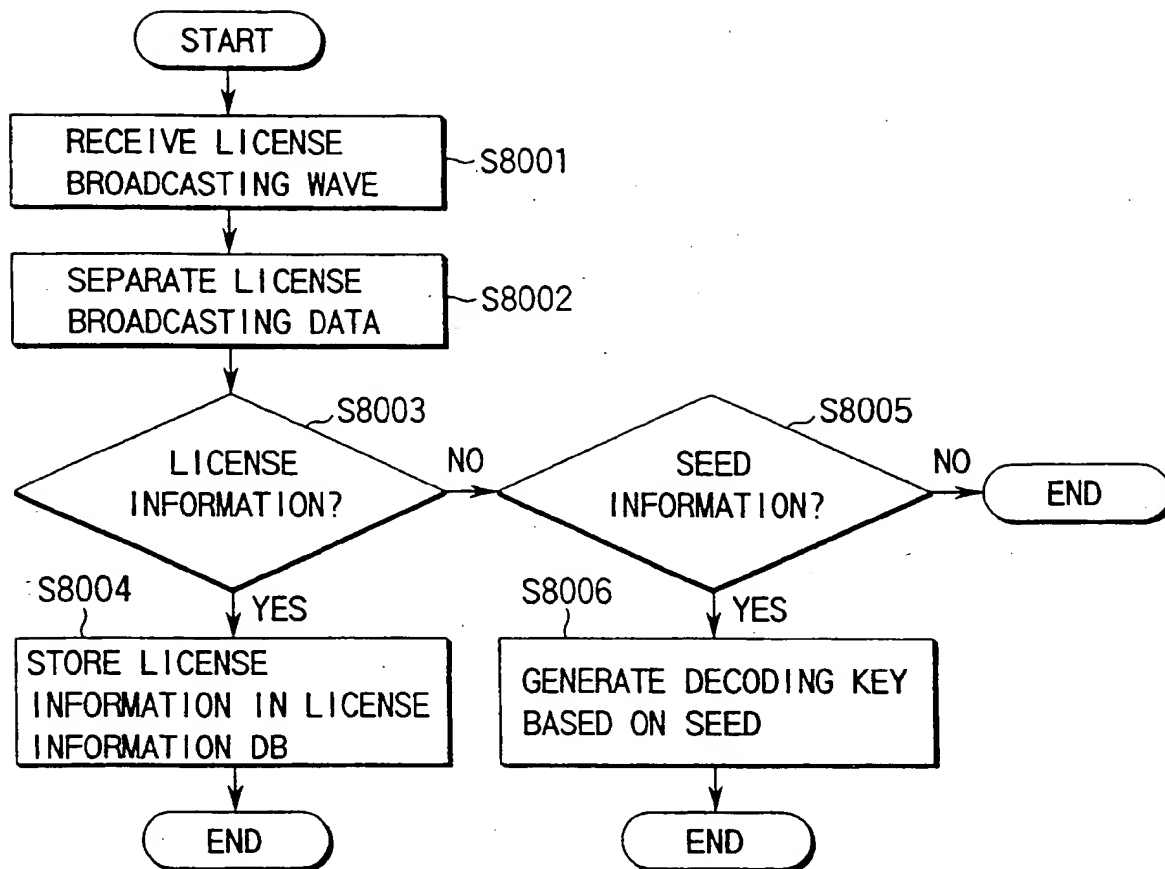 START
RECEIVE LICENSE
BROADCASTING WAVE
S8001
SEPARATE LICENSE
BROADCASTING DATA
S8002
S8003
LICENSE
INFORMATION?
NO
S8005
SEED
INFORMATION?
NO
END
S8004
YES
STORE LICENSE
INFORMATION IN LICENSE
INFORMATION DB
END
S8006
YES
GENERATE DECODING KEY
BASED ON SEED
END